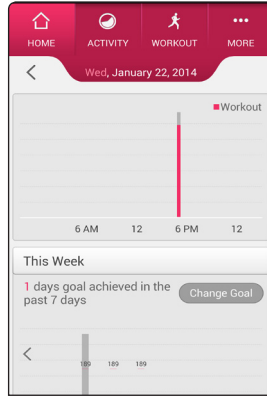 HOME ACTIVITY WORKOUT MORE
Wed, January 22, 2014
Workout
6 AM 12 6 PM 12
This Week
1 days goal achieved in the
past 7 days
Change Goal
189 189 189